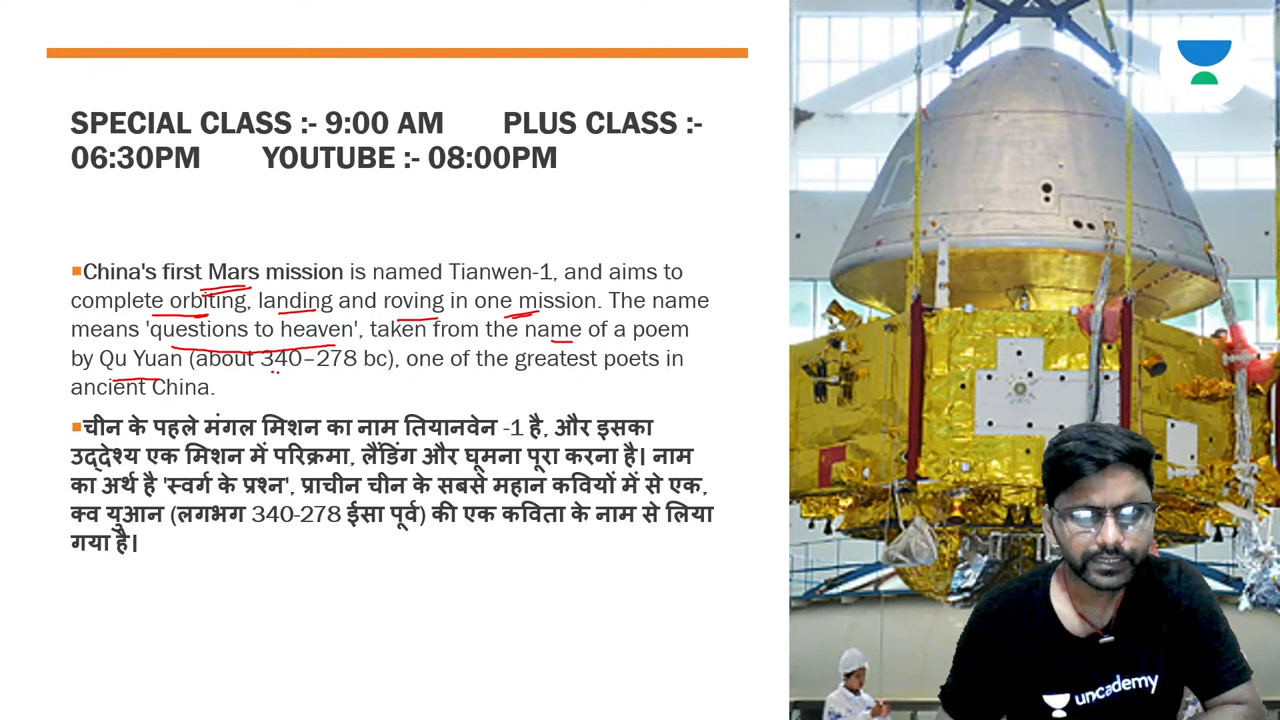 SPECIAL CLASS :- 9:00 AM PLUS CLASS :-
06:30PM YOUTUBE :- 08:00PM
China's first Mars mission is named Tianwen-1, and aims to
complete orbiting, landing and roving in one mission. The name
means 'questions to heaven', taken from the name of a poem
by Qu Yuan (about 340–278 bc), one of the greatest poets in
ancient China.
चीन के पहले मंगल मिशन का नाम तियानवेन -1 है, और इसका
उद्देश्य एक मिशन में परिक्रमा, लैंडिंग और घूमना पूरा करना है। नाम
का अर्थ है 'स्वर्ग के प्रश्न', प्राचीन चीन के सबसे महान कवियों में से एक,
क्व युआन (लगभग 340-278 ईसा पूर्व) की एक कविता के नाम से लिया
गया है।
unacademy